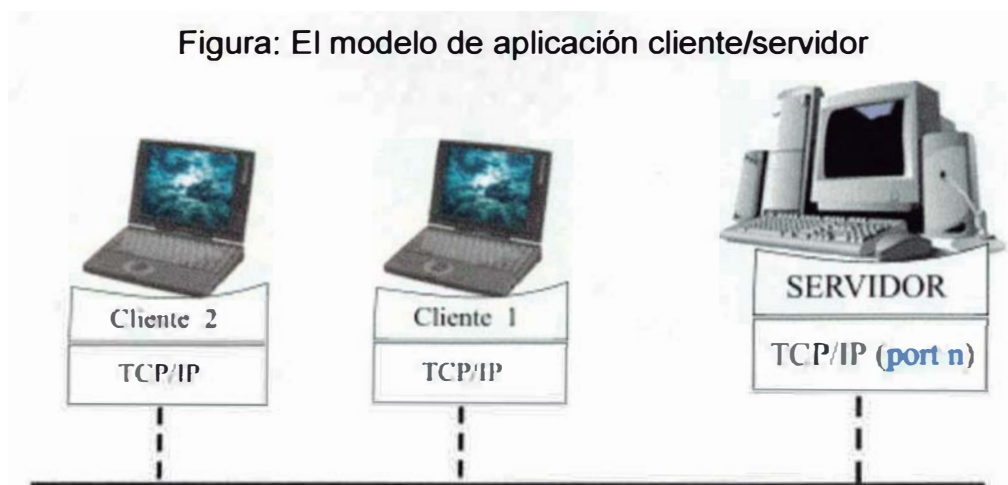 Figura: El modelo de aplicación cliente/servidor
Cliente 2
TCP/IP
Cliente 1
TCP/IP
SERVIDOR
TCP/IP (port n)